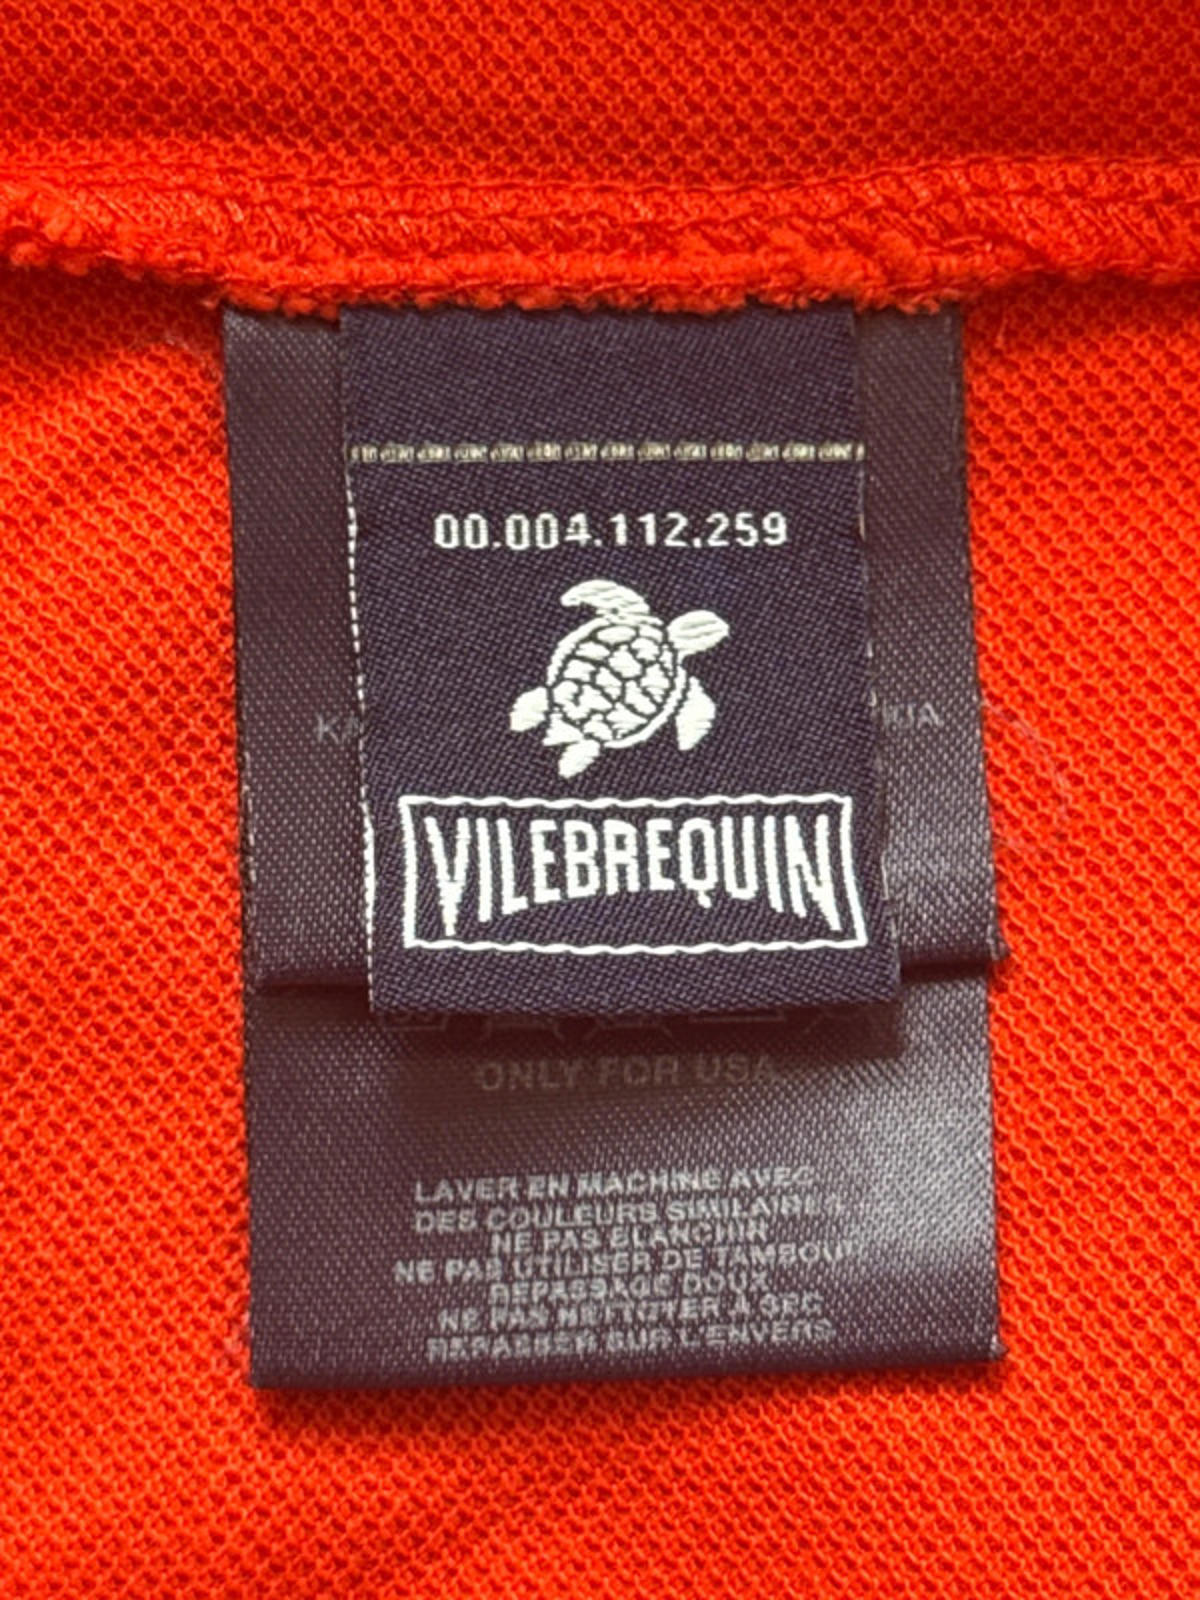 00.004.112.259
VILEBREQUIN
ONLY FOR USA
LAVER EN MACHINE AVEC
DES COULEURS SIMILAIRES
NE PAS BLANCHIR
NE PAS UTILISER DE TAMBOUR
REPASSAGE DOUX
NE PAS NETTOYER A SEC
REPASSER SUR L'ENVERS